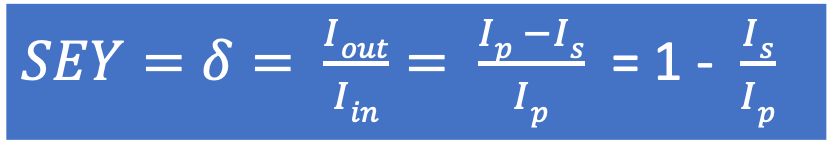 SEY = δ = I_out/I_in = I_p − I_s/I_p = 1 - I_s/I_p